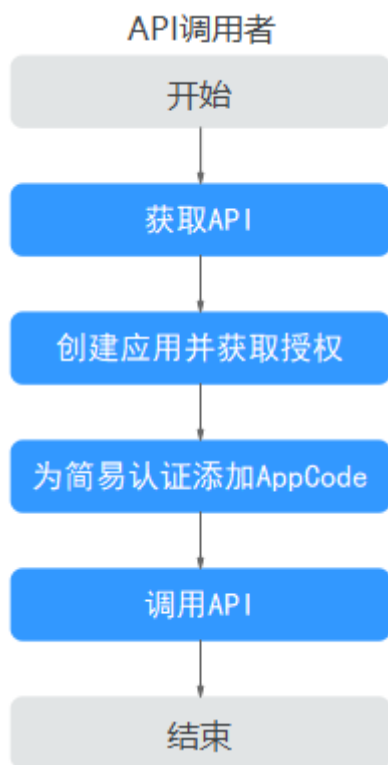 API调用者
开始
获取API
创建应用并获取授权
为简易认证添加AppCode
调用API
结束